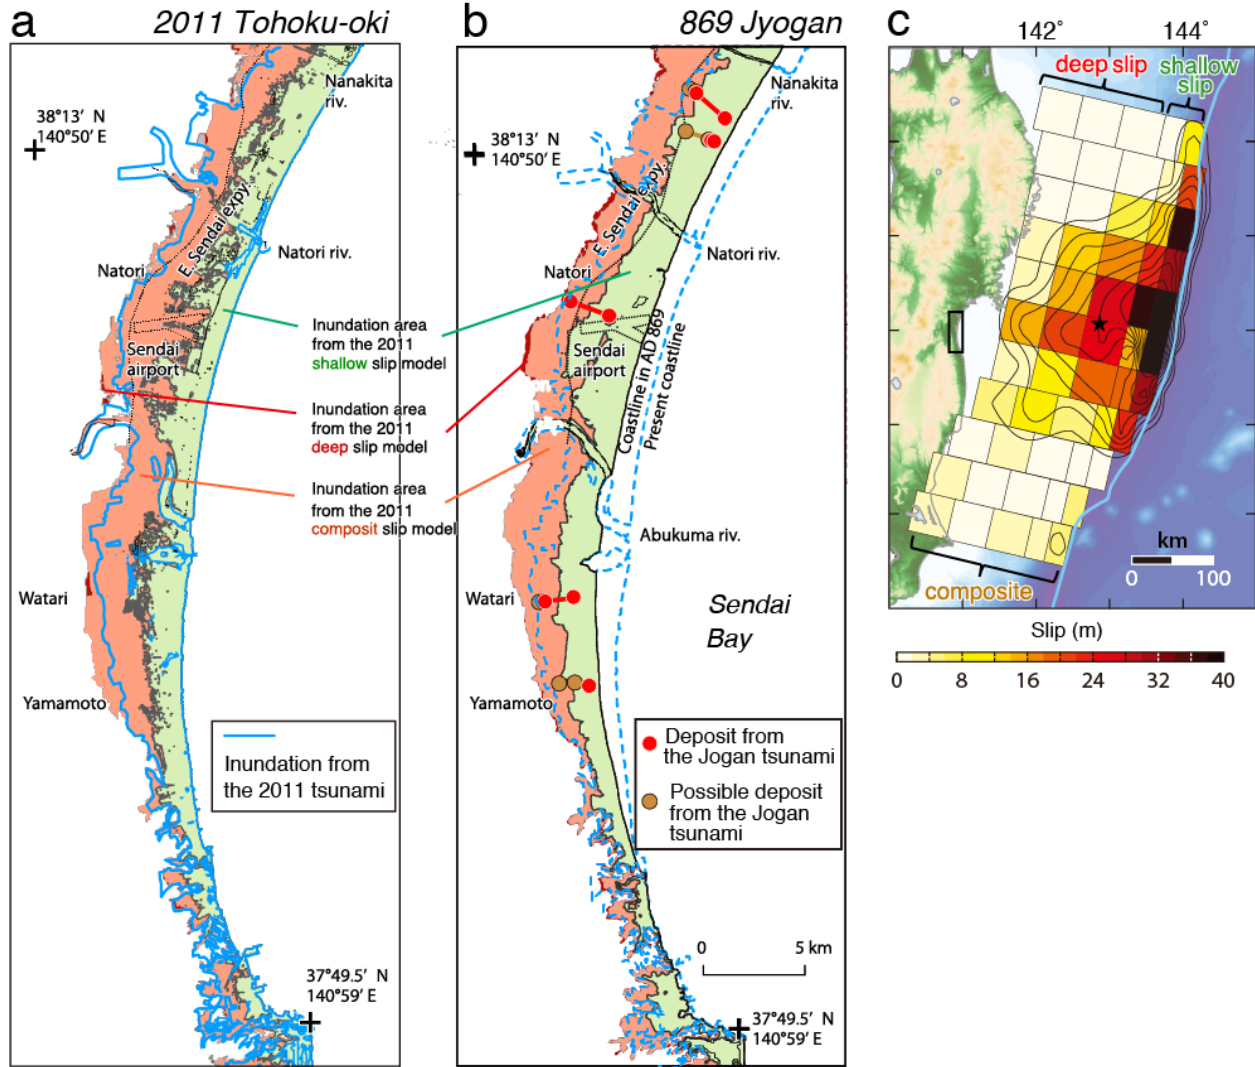 a
2011 Tohoku-oki
Nanakita
riv.
38°13′ N
140°50′ E
E. Sendai expy.
Natori riv.
Natori
Sendai
airport
Inundation area
from the 2011
shallow slip model
Inundation area
from the 2011
deep slip model
Inundation area
from the 2011
composit slip model
Watari
Yamamoto
Inundation from
the 2011 tsunami
37°49.5′ N
140°59′ E
b
869 Jyogan
Nanakita
riv.
38°13′ N
140°50′ E
E. Sendai expy.
Natori riv.
Natori
Sendai
airport
Coastline in AD 869
Present coastline
Abukuma riv.
Watari
Sendai
Bay
Yamamoto
Deposit from
the Jogan tsunami
Possible deposit
from the Jogan
tsunami
0 5 km
37°49.5′ N
140°59′ E
c
142° 144°
deep slip
shallow
slip
composite
km
0 100
Slip (m)
0 8 16 24 32 40